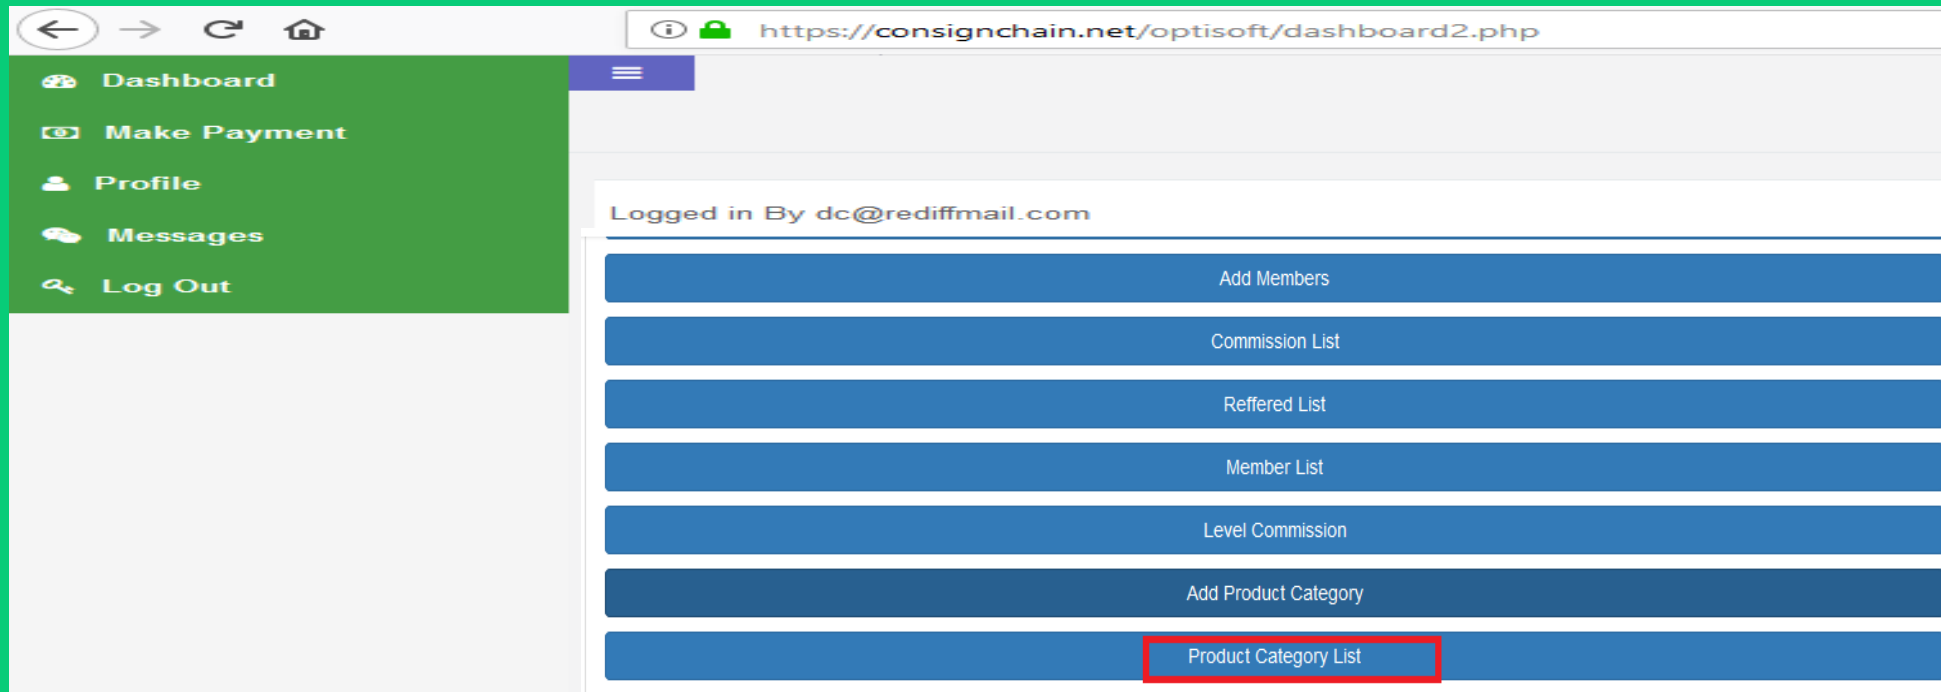 https://consignchain.net/optisoft/dashboard2.php
Dashboard
Make Payment
Profile
Messages
Log Out
Logged in By dc@rediffmail.com
Add Members
Commission List
Reffered List
Member List
Level Commission
Add Product Category
Product Category List